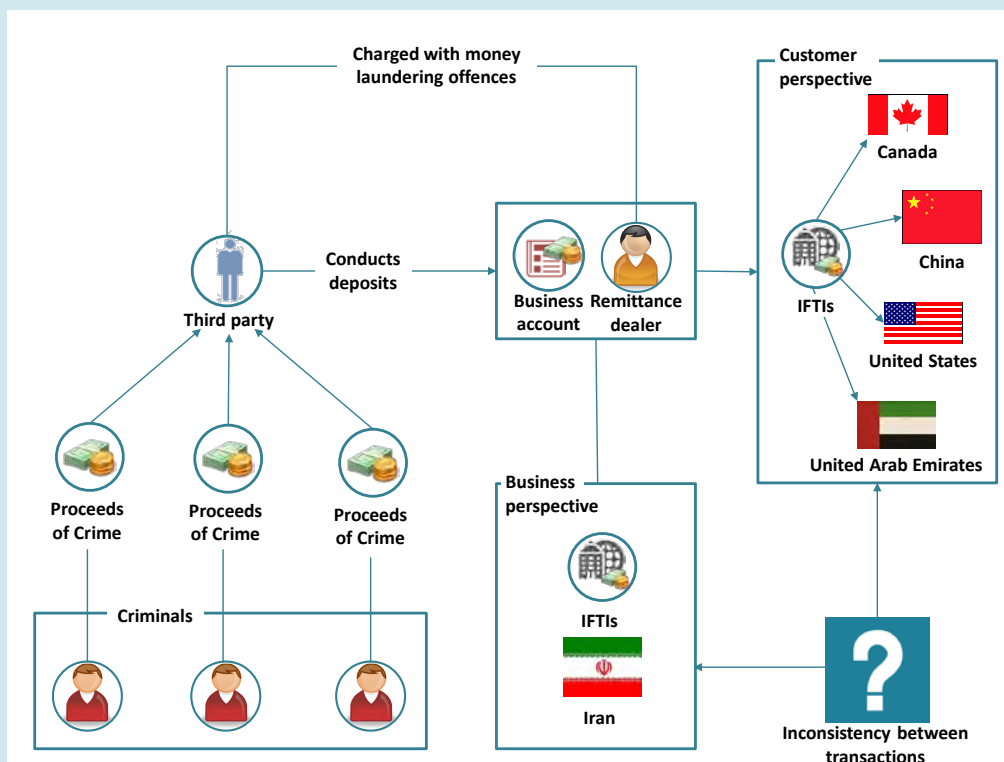 Charged with money
laundering offences
Customer
perspective
Canada
China
IFTIs
United States
United Arab Emirates
Third party
Conducts
deposits
Business
account
Remittance
dealer
Proceeds
of Crime
Proceeds
of Crime
Proceeds
of Crime
Business
perspective
IFTIs
Iran
Criminals
?
Inconsistency between
transactions